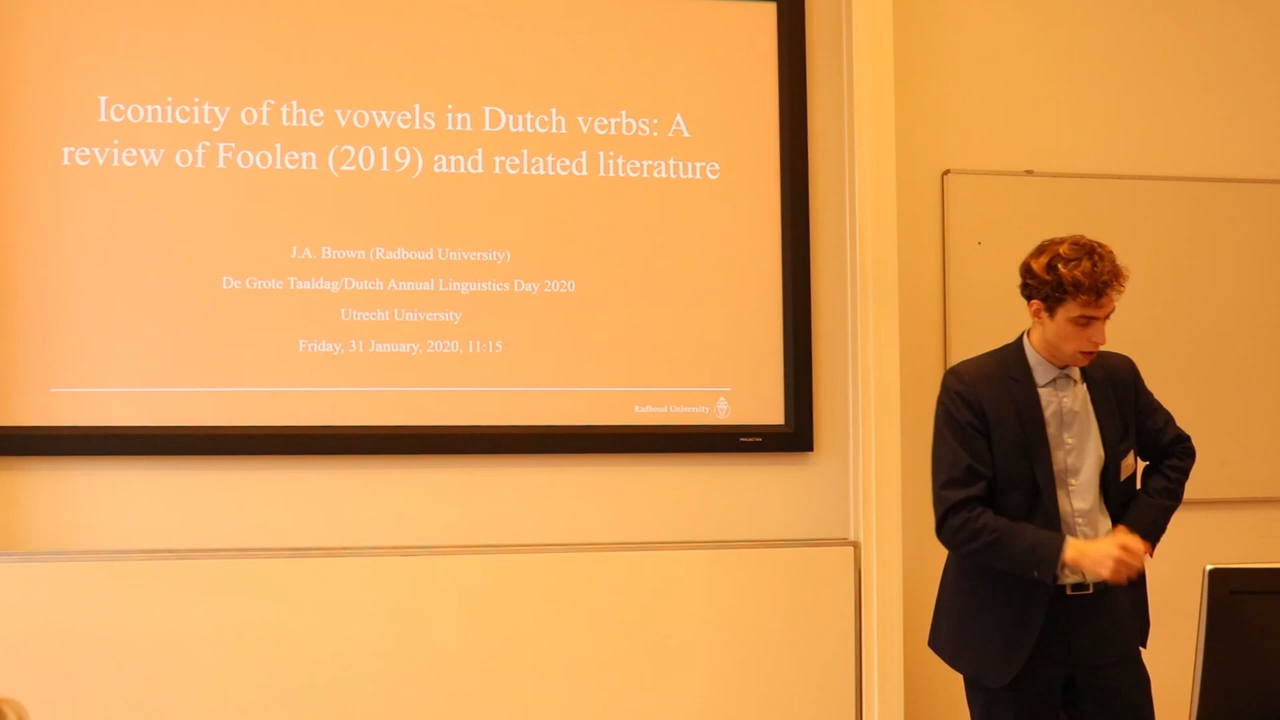 Iconicity of the vowels in Dutch verbs: A
review of Foolen (2019) and related literature
J.A. Brown (Radboud University)
De Grote Taaldag/Dutch Annual Linguistics Day 2020
Utrecht University
Friday, 31 January, 2020, 11:15
Radboud University